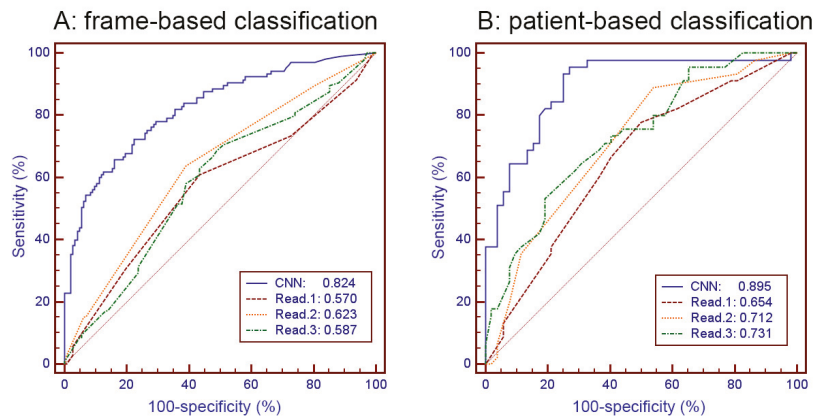 A: frame-based classification
100
80
60
40
20
0
Sensitivity (%)
CNN: 0.824
Read.1: 0.570
Read.2: 0.623
Read.3: 0.587
0 20 40 60 80 100
100-specificity (%)
B: patient-based classification
100
80
60
40
20
0
Sensitivity (%)
CNN: 0.895
Read.1: 0.654
Read.2: 0.712
Read.3: 0.731
0 20 40 60 80 100
100-specificity (%)